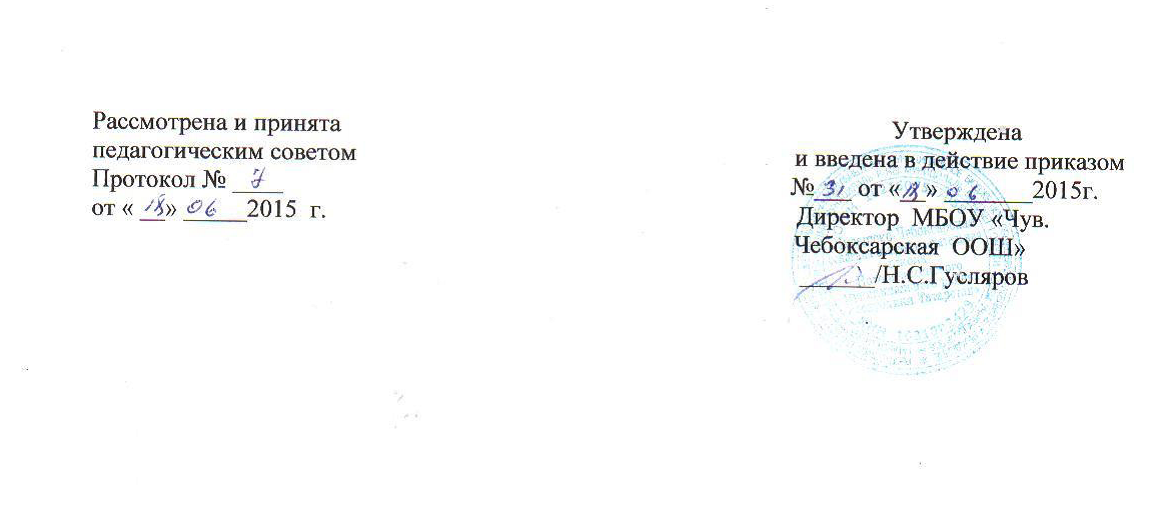 Рассмотрена и принята
педагогическим советом
Протокол № 7
от « 18 » 06 2015 г.
Утверждена
и введена в действие приказом
№ 31 от «18» 06 2015г.
Директор МБОУ «Чув.
Чебоксарская ООШ»
/Н.С.Гусляров